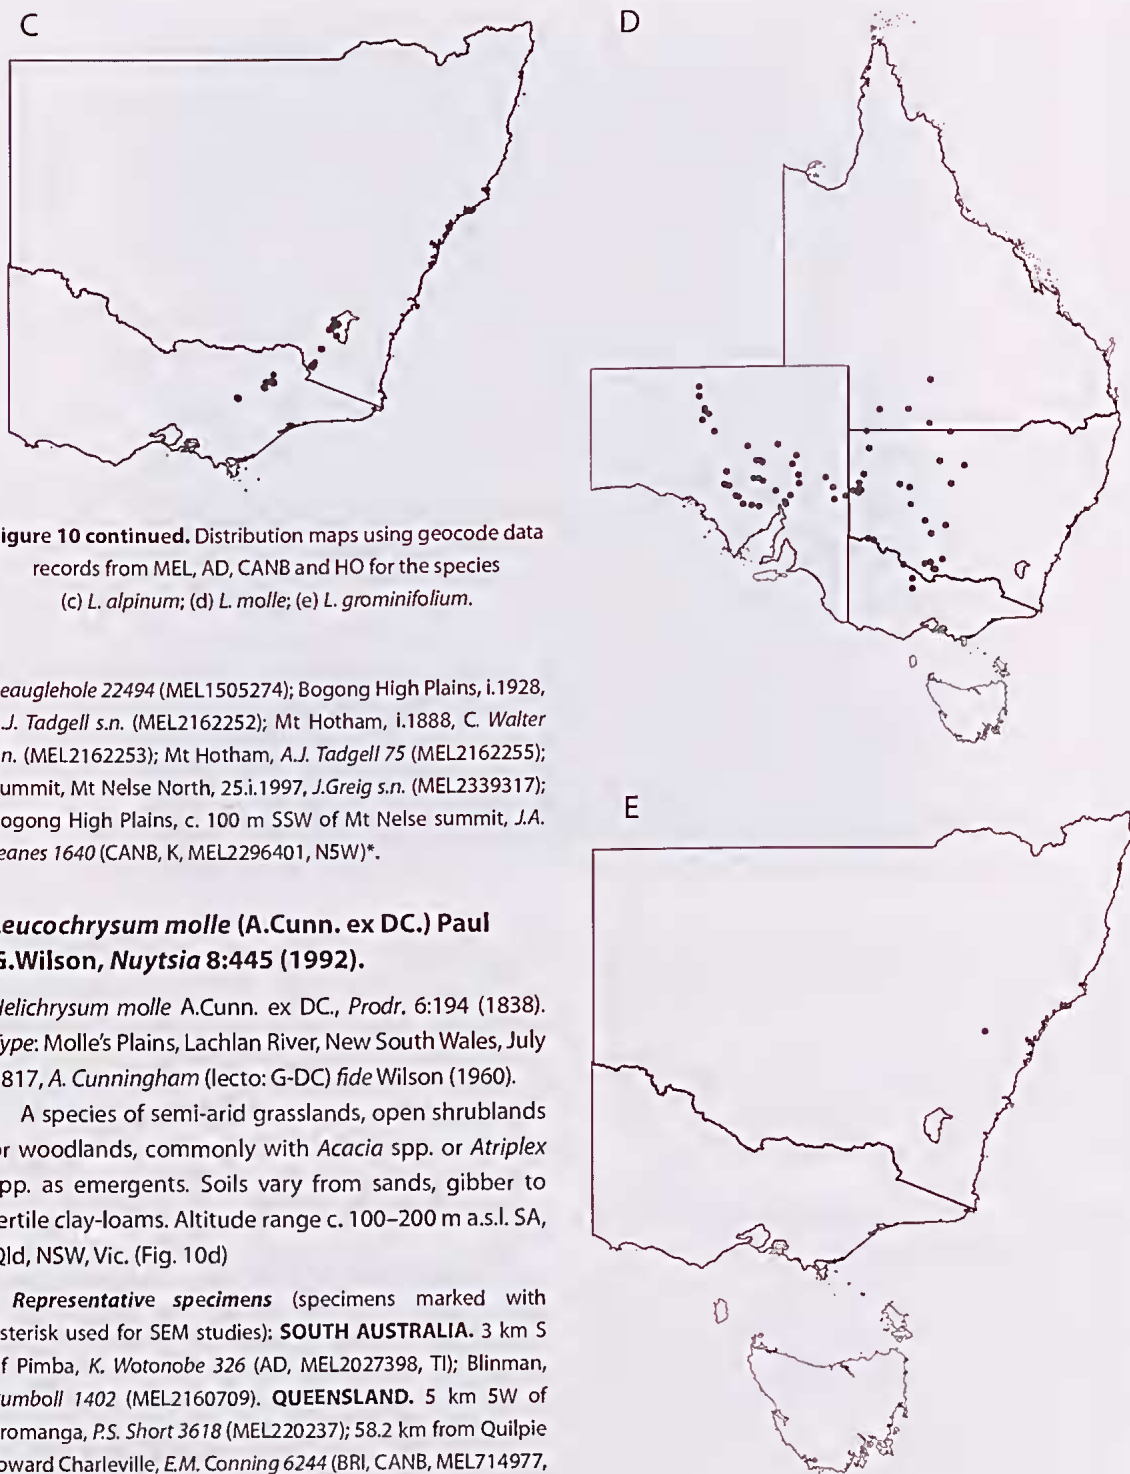 C
D
igure 10 continued. Distribution maps using geocode data
records from MEL, AD, CANB and HO for the species
(c) L. alpinum; (d) L. molle; (e) L. grominifolium.
eauglehole 22494 (MEL1505274); Bogong High Plains, i.1928,
.J. Tadgell s.n. (MEL2162252); Mt Hotham, i.1888, C. Walter
.n. (MEL2162253); Mt Hotham, A.J. Tadgell 75 (MEL2162255);
ummit, Mt Nelse North, 25.i.1997, J.Greig s.n. (MEL2339317);
ogong High Plains, c. 100 m SSW of Mt Nelse summit, J.A.
eanes 1640 (CANB, K, MEL2296401, N5W)*.
eucochrysum molle (A.Cunn. ex DC.) Paul
G.Wilson, Nuytsia 8:445 (1992).
Helichrysum molle A.Cunn. ex DC., Prodr. 6:194 (1838).
Type: Molle's Plains, Lachlan River, New South Wales, July
817, A. Cunningham (lecto: G-DC) fide Wilson (1960).
A species of semi-arid grasslands, open shrublands
or woodlands, commonly with Acacia spp. or Atriplex
pp. as emergents. Soils vary from sands, gibber to
ertile clay-loams. Altitude range c. 100–200 m a.s.l. SA,
Qld, NSW, Vic. (Fig. 10d)
Representative specimens (specimens marked with
sterisk used for SEM studies): SOUTH AUSTRALIA. 3 km S
f Pimba, K. Wotonobe 326 (AD, MEL2027398, TI); Blinman,
umboll 1402 (MEL2160709). QUEENSLAND. 5 km 5W of
romanga, P.S. Short 3618 (MEL220237); 58.2 km from Quilpie
oward Charleville, E.M. Conning 6244 (BRI, CANB, MEL714977,
E